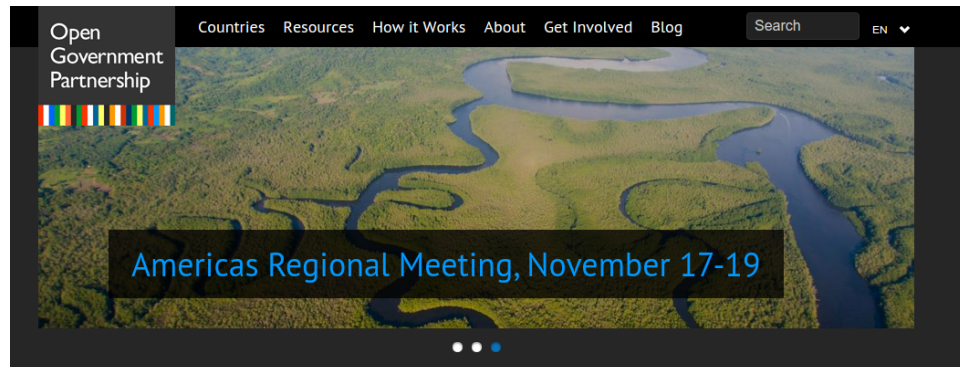 Open
Government
Partnership
Countries Resources How it Works About Get Involved Blog
Search
EN
Americas Regional Meeting, November 17-19